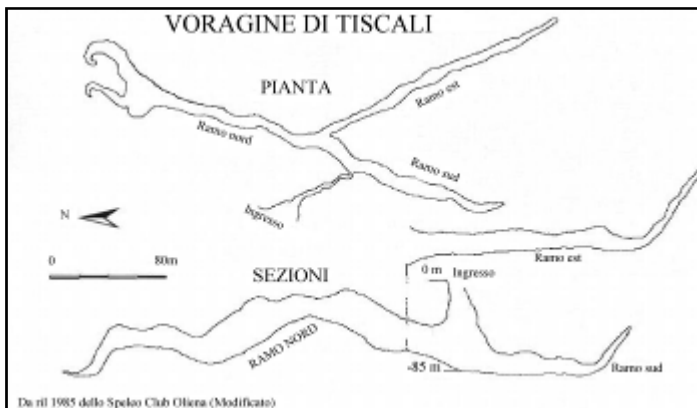 VORAGINE DI TISCALI
PIANTA
Ramo est
Ramo nord
Ramo sud
Ingresso
N
0 80m
SEZIONI
Ramo est
0 m Ingresso
RAMO NORD
-85 m
Ramo sud
Da ril 1985 dello Speleo Club Oliena (Modificato)